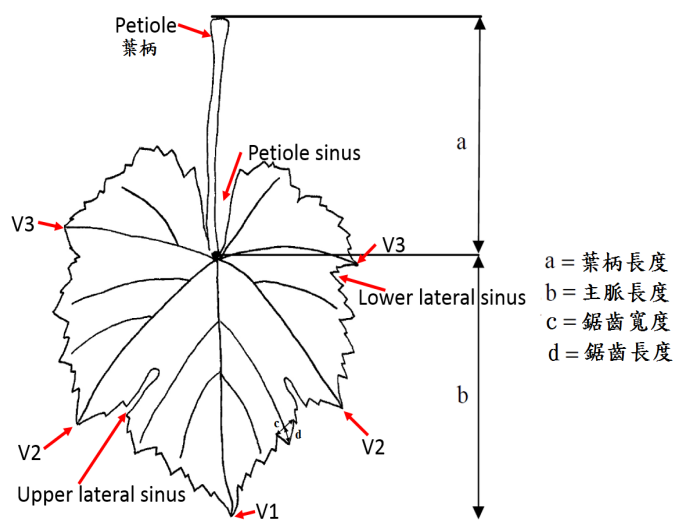 Petiole
葉柄
a
Petiole sinus
V3
V3
Lower lateral sinus
a = 葉柄長度
b = 主脈長度
c = 鋸齒寬度
d = 鋸齒長度
b
c
d
V2
V2
Upper lateral sinus
V1